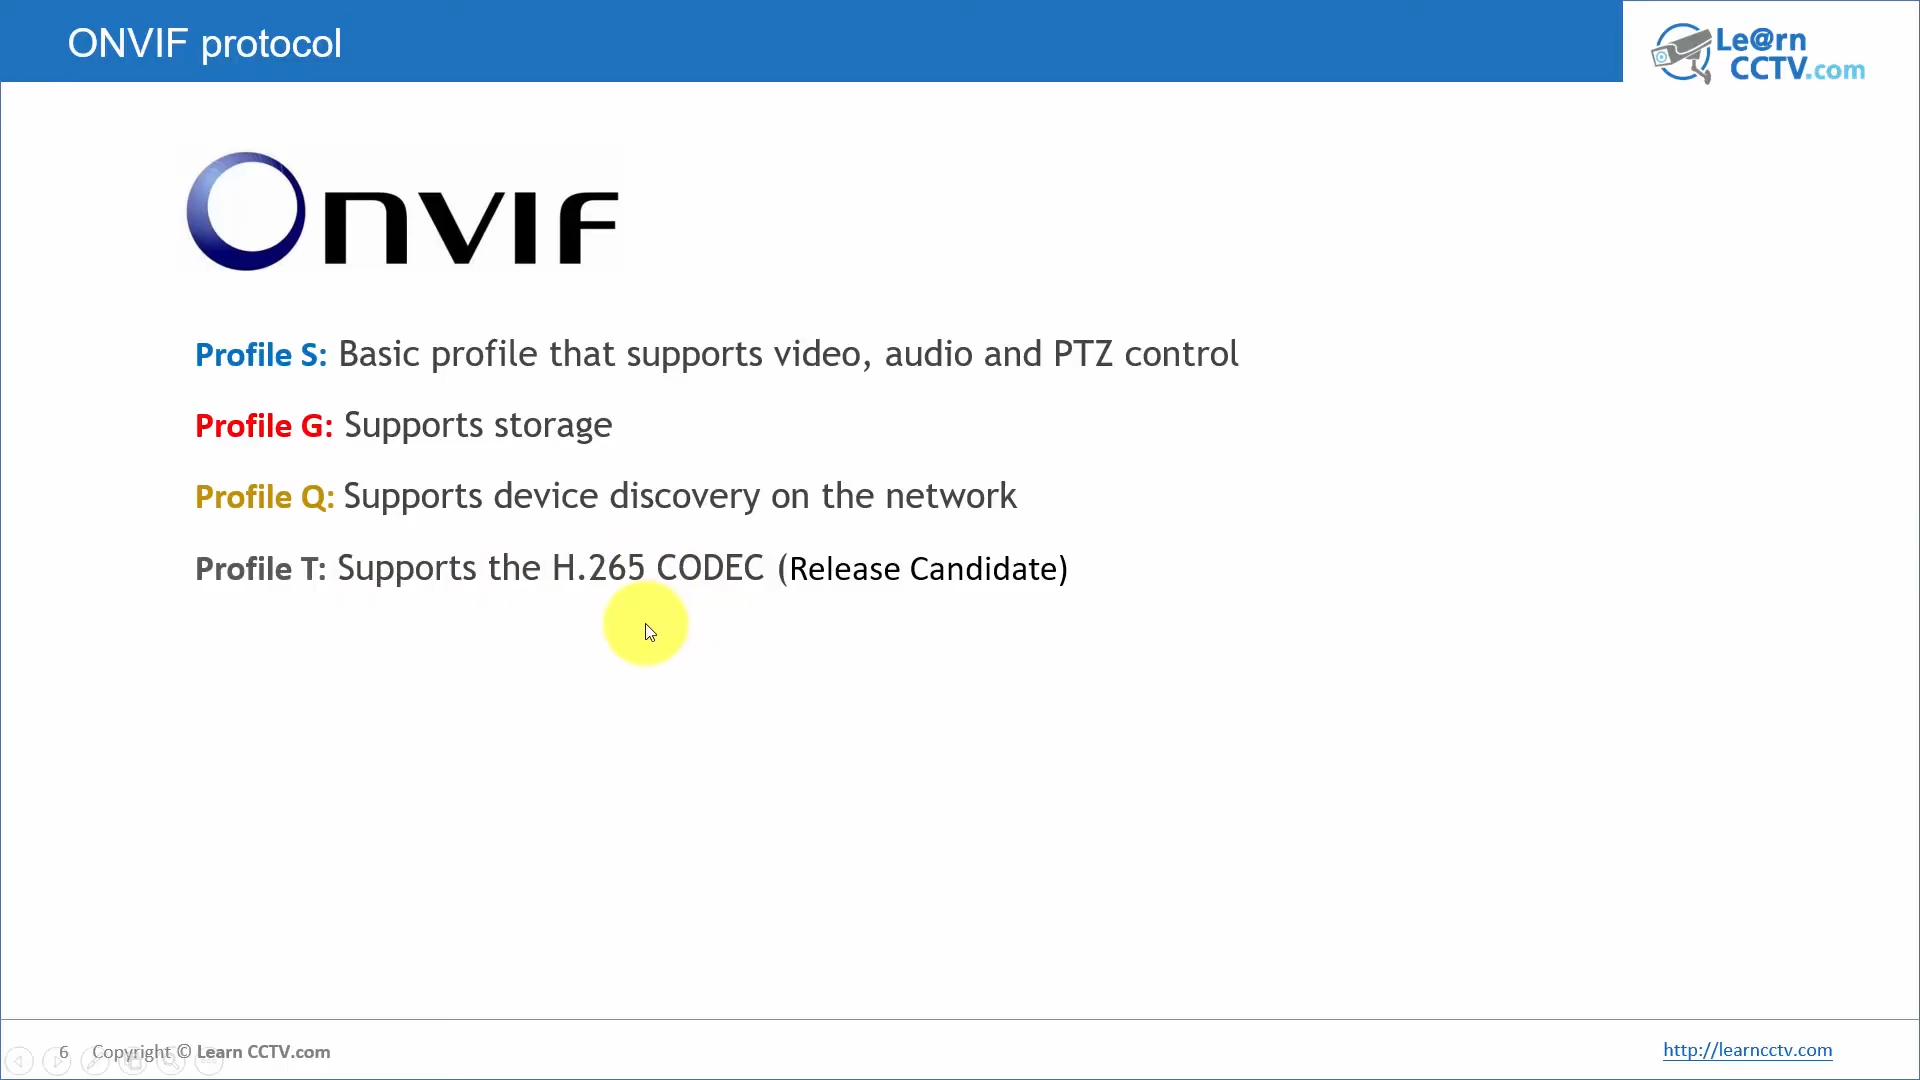 ONVIF protocol
Le@rn
CCTV.com
ONVIF
Profile S: Basic profile that supports video, audio and PTZ control
Profile G: Supports storage
Profile Q: Supports device discovery on the network
Profile T: Supports the H.265 CODEC (Release Candidate)
6 Copyright © Learn CCTV.com
http://learncctv.com